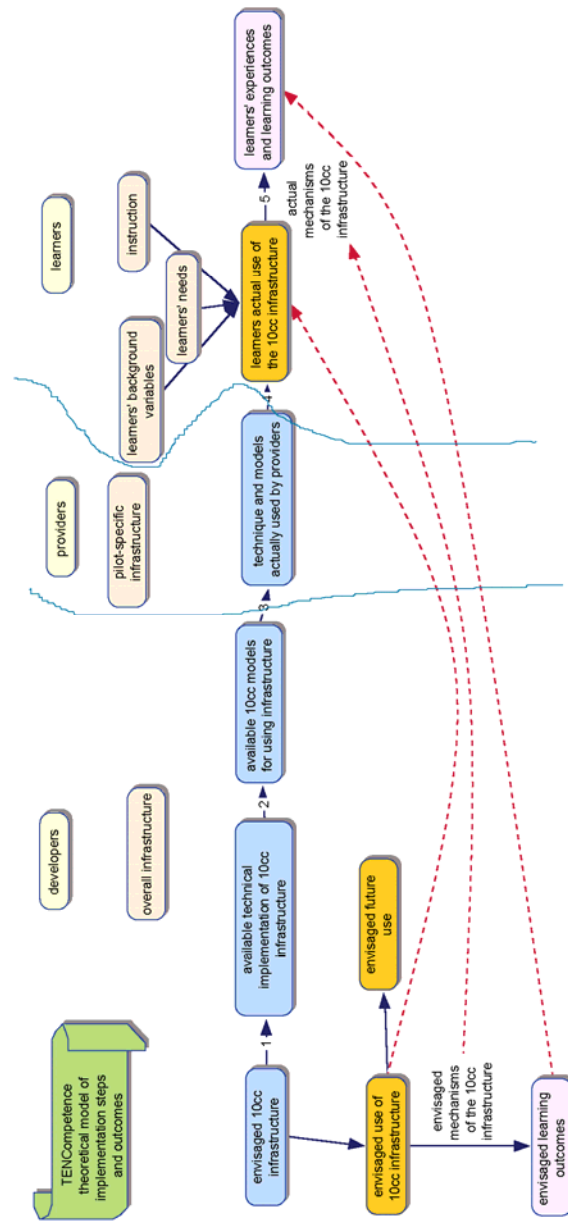 TENCompetence
theoretical model of
implementation steps
and outcomes
developers
providers
learners
overall infrastructure
pilot-specific
infrastructure
learners' background
variables
learners' needs
instruction
envisaged 10cc
infrastructure
1
available technical
implementation of 10cc
infrastructure
2
available 10cc models
for using infrastructure
3
technique and models
actually used by providers
4
learners actual use of
the 10cc infrastructure
5
learners' experiences
and learning outcomes
envisaged use of
10cc infrastructure
envisaged future
use
actual
mechanisms
of the 10cc
infrastructure
envisaged
mechanisms
of the 10cc
infrastructure
envisaged learning
outcomes